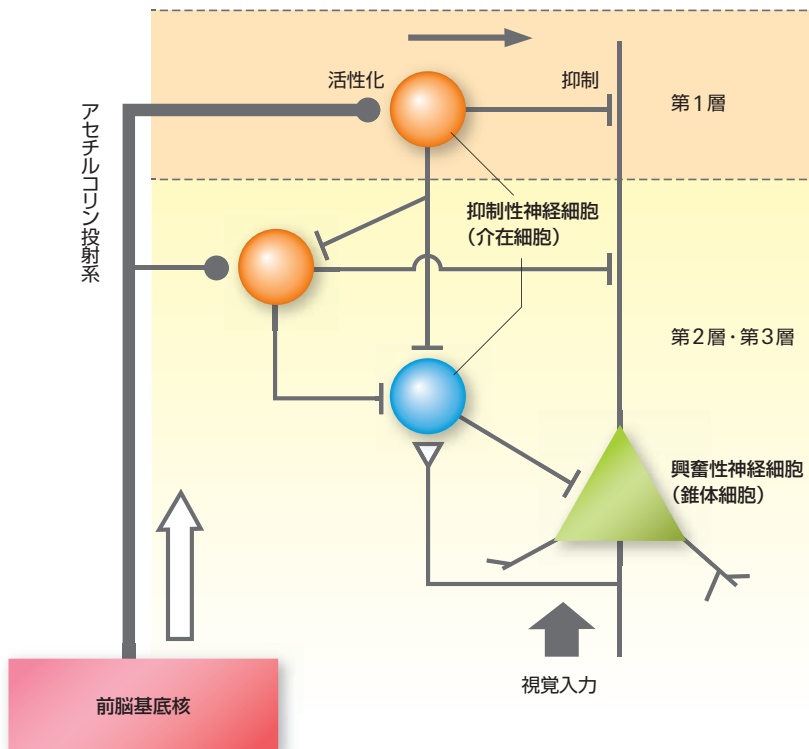 活性化
抑制
第1層
アセチルコリン投射系
抑制性神経細胞
（介在細胞）
第2層・第3層
興奮性神経細胞
（錐体細胞）
視覚入力
前脳基底核